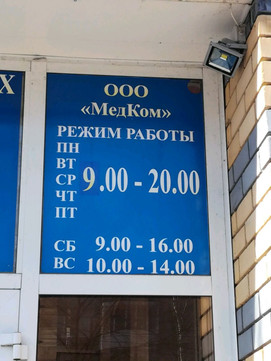 Х
ООО
«МедКом»
РЕЖИМ РАБОТЫ
ПН
ВТ
СР 9.00 - 20.00
ЧТ
ПТ
СБ 9.00 - 16.00
ВС 10.00 - 14.00